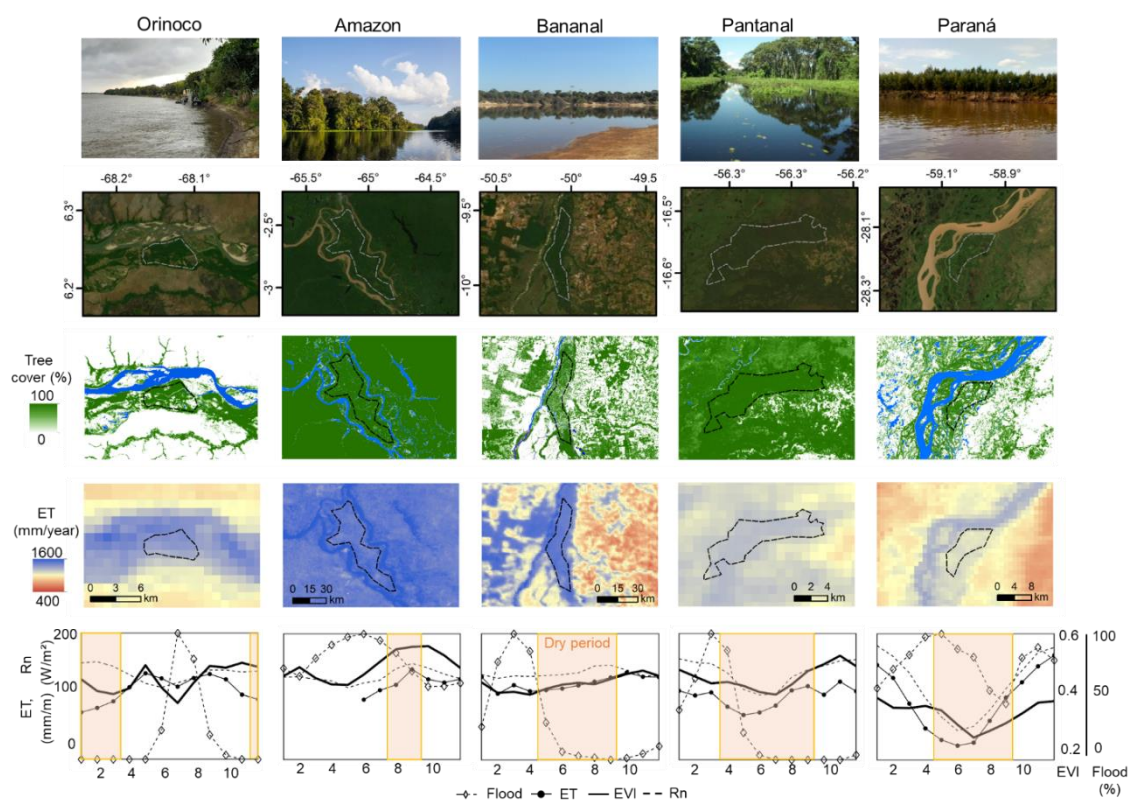 Orinoco Amazon Bananal Pantanal Paraná
-68.2° -68.1° -65.5° -65° -64.5° -50.5° -50° -49.5 -56.3° -56.3° -56.2° -59.1° -58.9°
6.3° -2.5° -9.5° -16.5° -28.1°
6.2° -3° -10° -16.6° -28.3°
Tree
cover (%)
100
0
ET
(mm/year)
1600
400
0 3 6 0 15 30 0 15 30 0 2 4 0 4 8
km km km km km
200 0.6 100
Dry period
Rn
(W/m²)
ET,
(mm/m)
100 0.4 50
0 0.2 0
2 4 6 8 10 2 4 6 8 10 2 4 6 8 10 2 4 6 8 10 2 4 6 8 10 EVI Flood
(%)
Flood ET EVI Rn